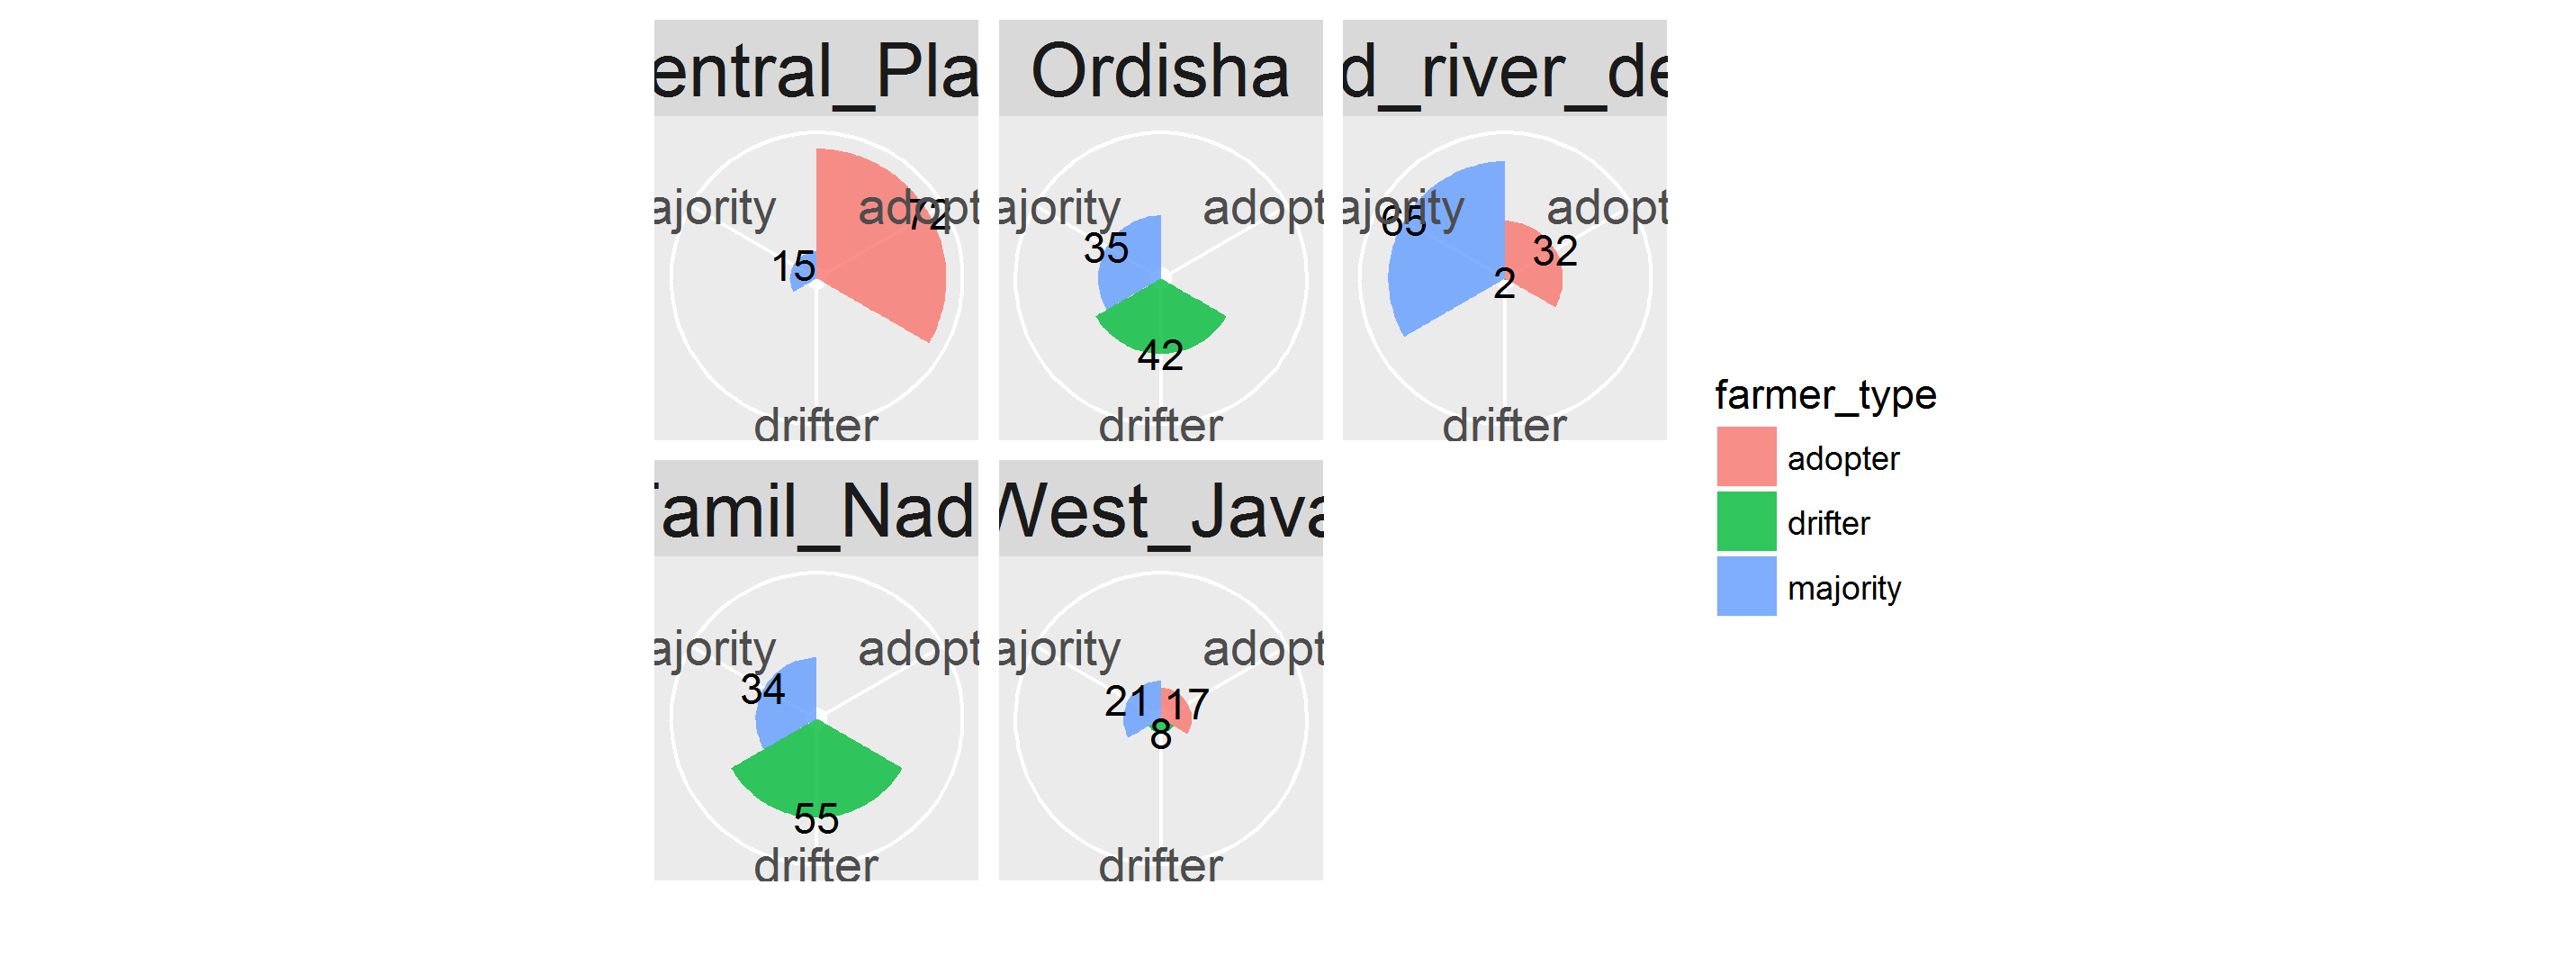 entral_Pla
Ordisha
d_river_de
ajority
adopt
72
15
drifter
ajority
adopt
35
42
drifter
ajority
adopt
65
32
2
drifter
farmer_type
adopter
drifter
majority
Tamil_Nad
West_Java
ajority
adopt
34
55
drifter
ajority
adopt
21
17
8
drifter